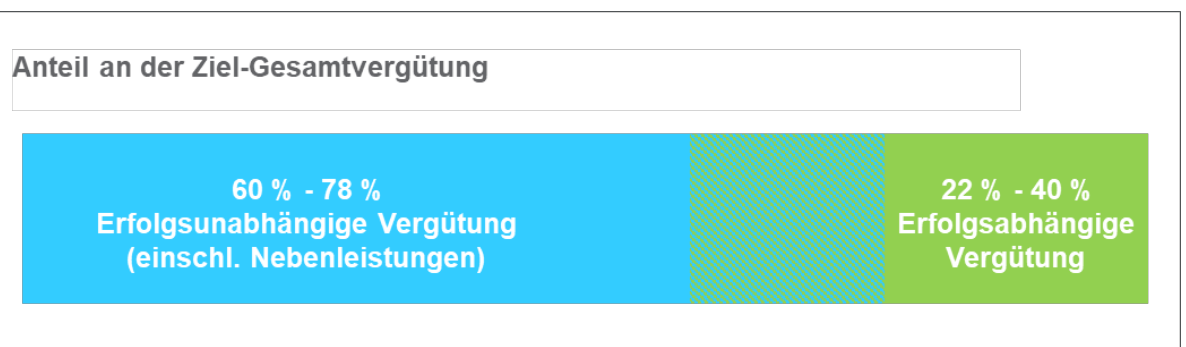 Anteil an der Ziel-Gesamtvergütung
60 % - 78 %
Erfolgsunabhängige Vergütung
(einschl. Nebenleistungen)
22 % - 40 %
Erfolgsabhängige
Vergütung